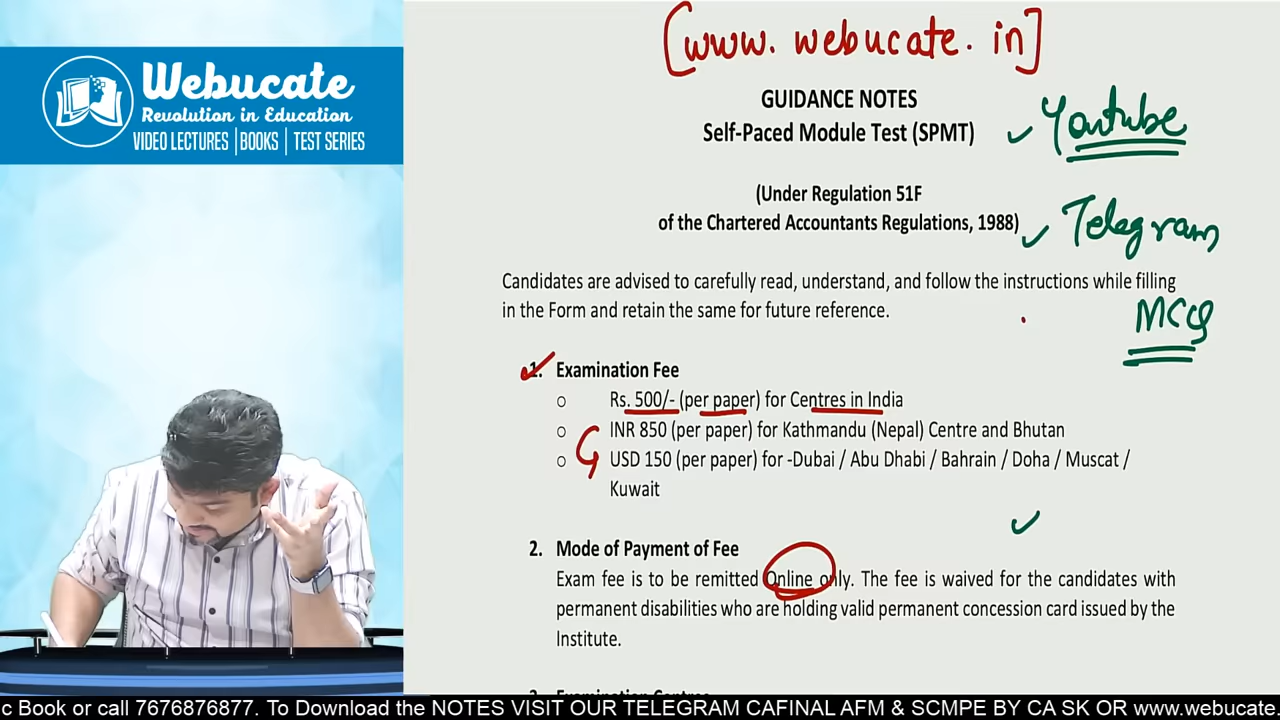 [www.webucate.in]
Webucate
Revolution in Education
VIDEO LECTURES | BOOKS | TEST SERIES
GUIDANCE NOTES
Self-Paced Module Test (SPMT)
Youtube
(Under Regulation 51F
of the Chartered Accountants Regulations, 1988)
Telegram
Candidates are advised to carefully read, understand, and follow the instructions while filling
in the Form and retain the same for future reference.
MCQ
1. Examination Fee
o Rs. 500/- (per paper) for Centres in India
o INR 850 (per paper) for Kathmandu (Nepal) Centre and Bhutan
o USD 150 (per paper) for -Dubai / Abu Dhabi / Bahrain / Doha / Muscat /
Kuwait
2. Mode of Payment of Fee
Exam fee is to be remitted Online only. The fee is waived for the candidates with
permanent disabilities who are holding valid permanent concession card issued by the
Institute.
3. Examination Centres
c Book or call 7676876877. To Download the NOTES VISIT OUR TELEGRAM CAFINAL AFM & SCMPE BY CA SK OR www.webucate.